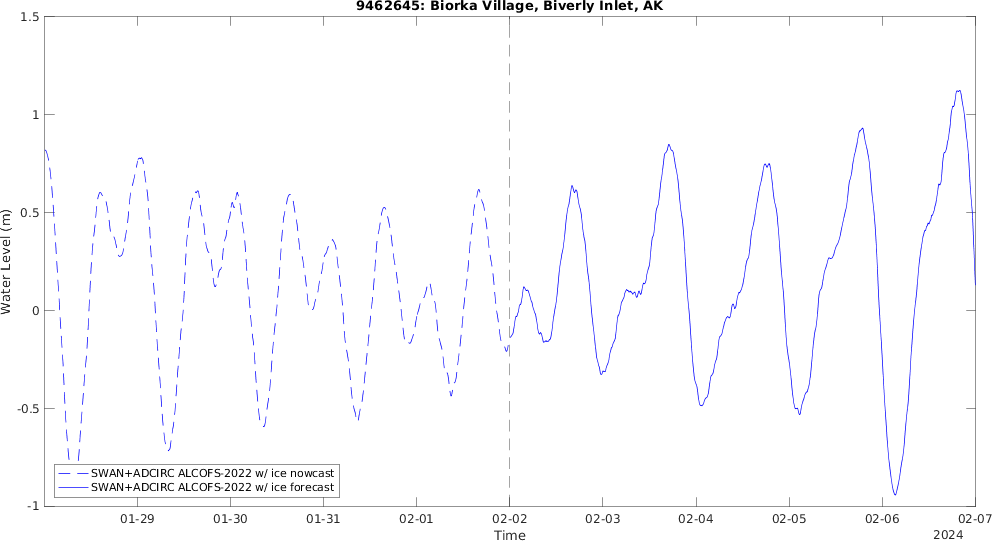 9462645: Biorka Village, Biverly Inlet, AK
1.5
1
0.5
0
-0.5
-1
Water Level (m)
SWAN+ADCIRC ALCOFS-2022 w/ ice nowcast
SWAN+ADCIRC ALCOFS-2022 w/ ice forecast
01-29 01-30 01-31 02-01 02-02 02-03 02-04 02-05 02-06 02-07
Time
2024